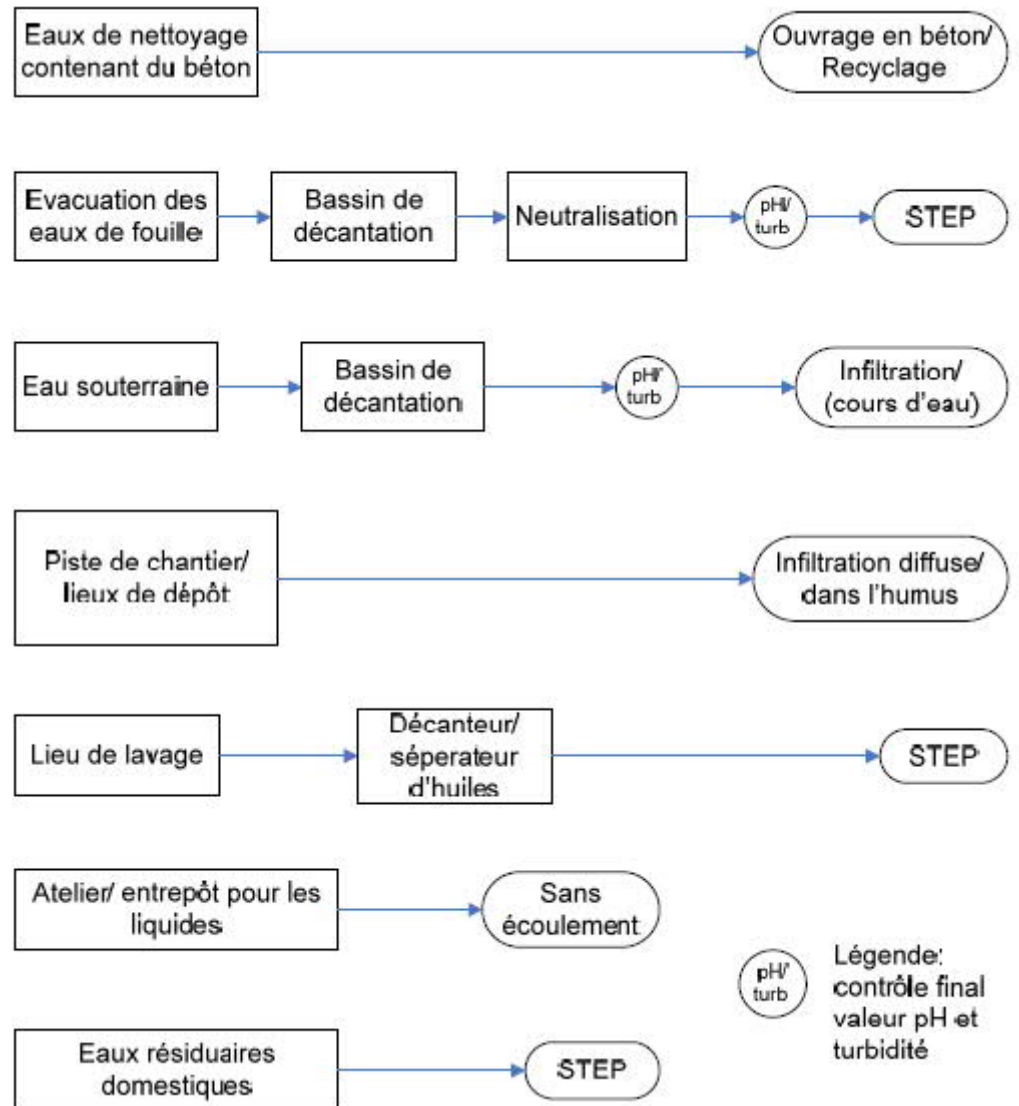 Eaux de nettoyage
contenant du béton
Ouvrage en béton/
Recyclage
Evacuation des
eaux de fouille
Bassin de
décantation
Neutralisation
pH/
turb
STEP
Eau souterraine
Bassin de
décantation
pH/
turb
Infiltration/
(cours d'eau)
Piste de chantier/
lieux de dépôt
Infiltration diffuse/
dans l'humus
Lieu de lavage
Décanteur/
séperateur
d'huiles
STEP
Atelier/ entrepôt pour les
liquides
Sans
écoulement
pH/
turb
Légende:
contrôle final
valeur pH et
turbidité
Eaux résiduaires
domestiques
STEP